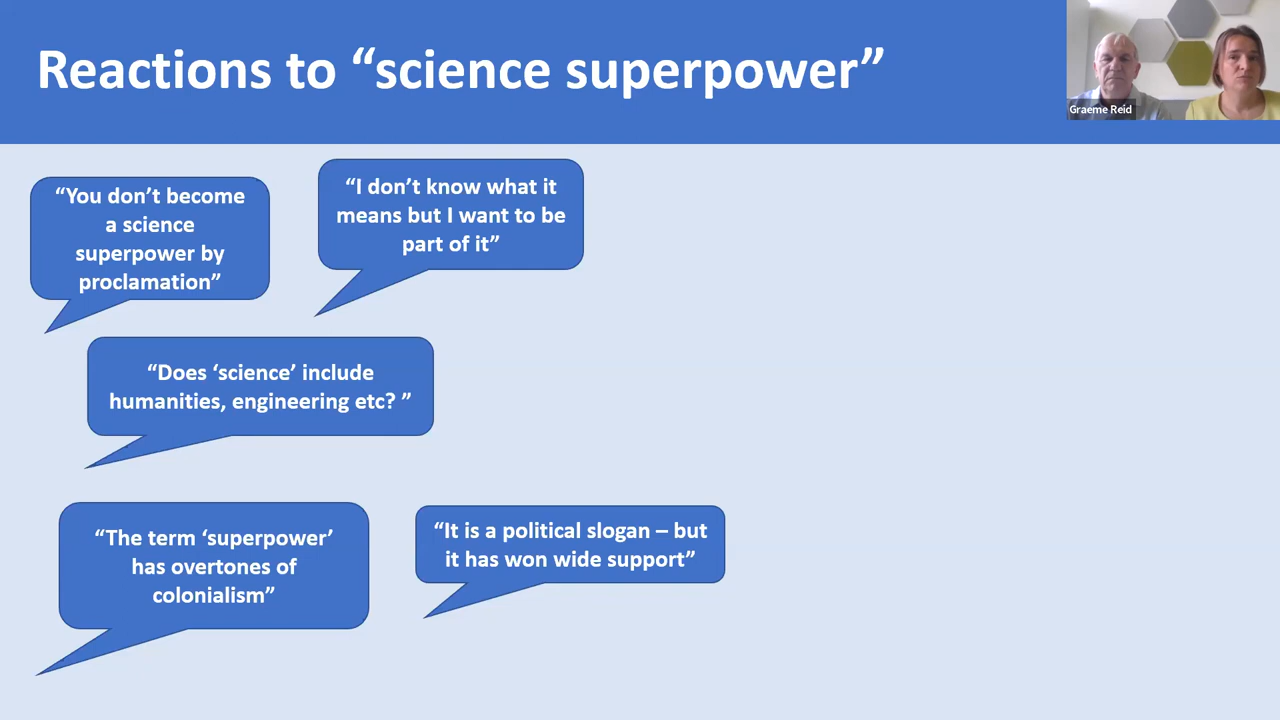 Reactions to “science superpower”
Graeme Reid
“You don’t become
a science
superpower by
proclamation”
“I don’t know what it
means but I want to be
part of it”
“Does ‘science’ include
humanities, engineering etc? ”
“The term ‘superpower’
has overtones of
colonialism”
“It is a political slogan – but
it has won wide support”